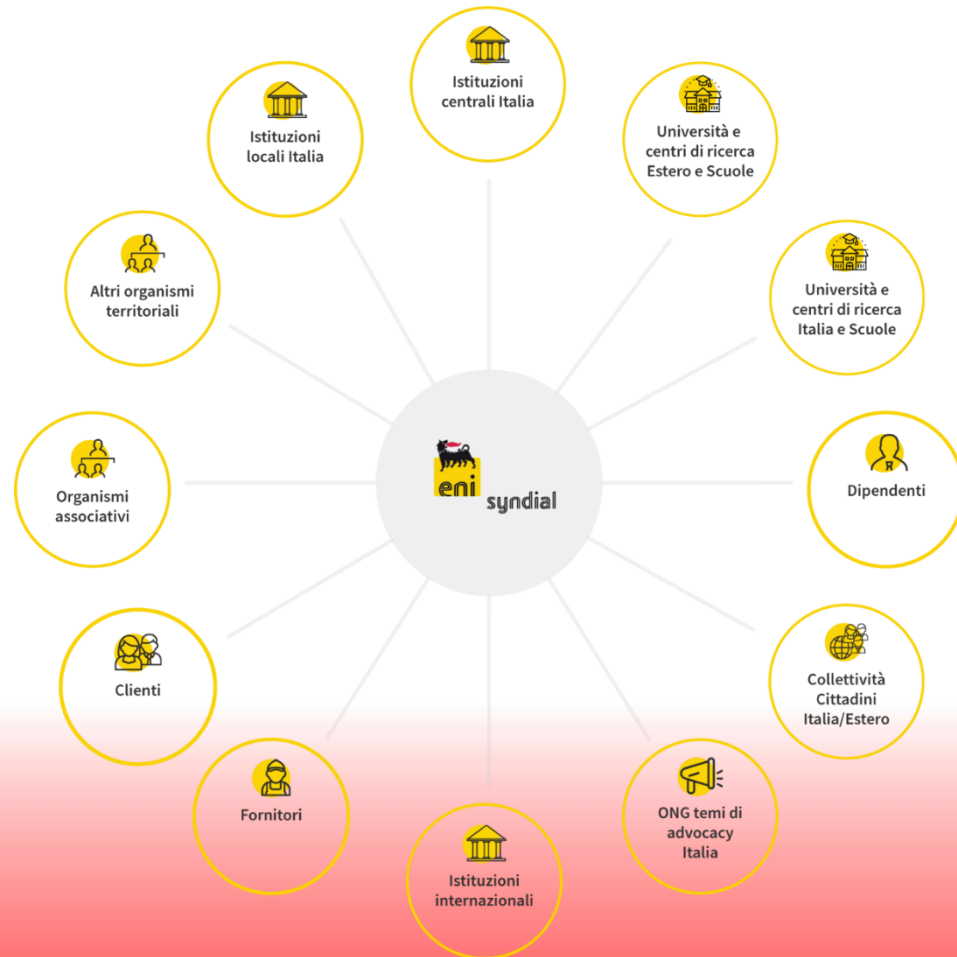 Istituzioni
centrali Italia
Istituzioni
locali Italia
Università e
centri di ricerca
Estero e Scuole
Altri organismi
territoriali
Università e
centri di ricerca
Italia e Scuole
Organismi
associativi
eni
syndial
Dipendenti
Clienti
Collettività
Cittadini
Italia/Estero
Fornitori
ONG temi di
advocacy
Italia
Istituzioni
internazionali